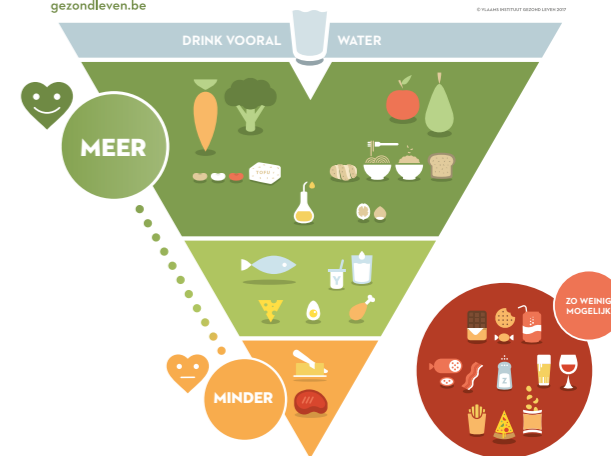 gezondleven.be
© VLAAMS INSTITUUT GEZOND LEVEN 2017
DRINK VOORAL WATER
MEER
TOFU
Y
ZO WEINIG
MOGELIJK
MINDER
Z